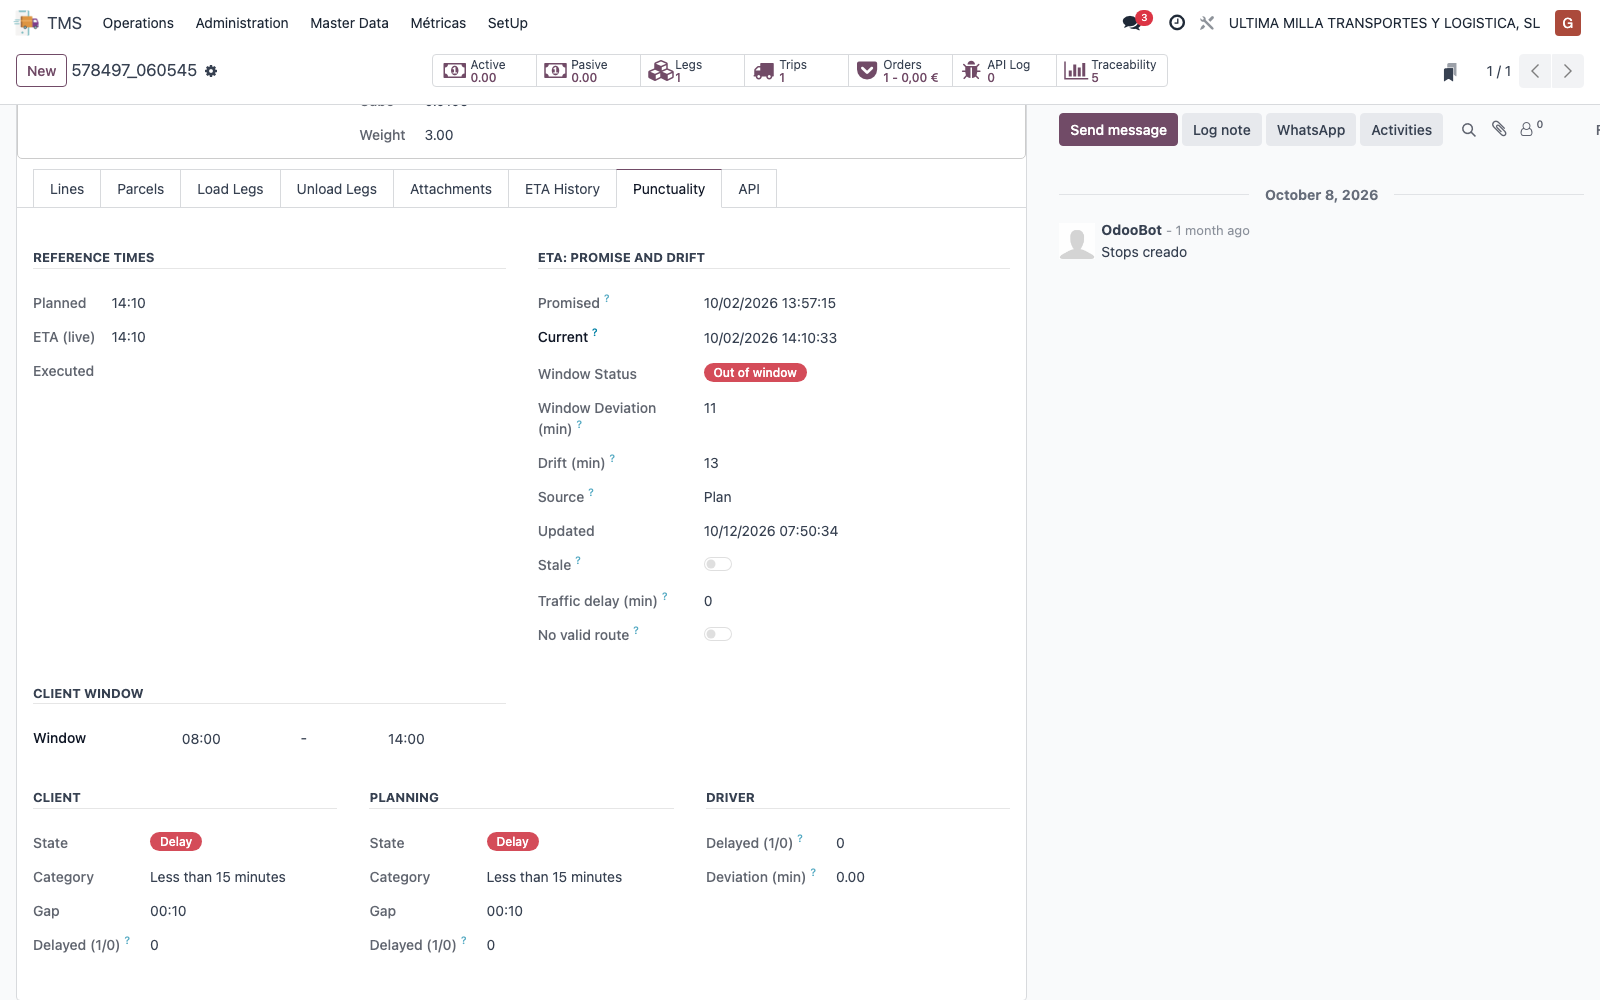 TMS Operations Administration Master Data Métricas SetUp 3 ULTIMA MILLA TRANSPORTES Y LOGISTICA, SL G
New 578497_060545 Active 0.00 Pasive 0.00 Legs 1 Trips 1 Orders 1 - 0,00 € API Log 0 Traceability 5 1 / 1
Weight 3.00
Lines Parcels Load Legs Unload Legs Attachments ETA History Punctuality API
REFERENCE TIMES
Planned 14:10
ETA (live) 14:10
Executed
ETA: PROMISE AND DRIFT
Promised ? 10/02/2026 13:57:15
Current ? 10/02/2026 14:10:33
Window Status Out of window
Window Deviation (min) ? 11
Drift (min) ? 13
Source ? Plan
Updated 10/12/2026 07:50:34
Stale ?
Traffic delay (min) ? 0
No valid route ?
CLIENT WINDOW
Window 08:00 - 14:00
CLIENT
State Delay
Category Less than 15 minutes
Gap 00:10
Delayed (1/0) ? 0
PLANNING
State Delay
Category Less than 15 minutes
Gap 00:10
Delayed (1/0) ? 0
DRIVER
Delayed (1/0) ? 0
Deviation (min) ? 0.00
Send message Log note WhatsApp Activities 0
October 8, 2026
OdooBot - 1 month ago
Stops creado